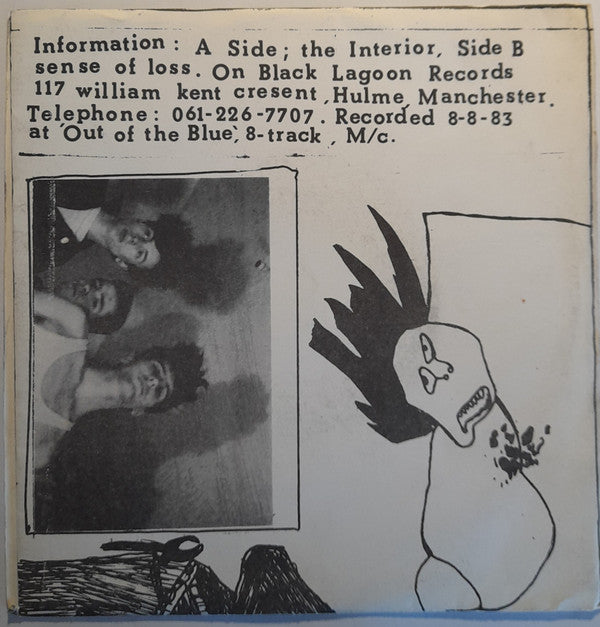 Information: A Side; the Interior, Side B
sense of loss. On Black Lagoon Records
117 william kent cresent, Hulme, Manchester.
Telephone: 061-226-7707. Recorded 8-8-83
at 'Out of the Blue', 8-track, M/c.